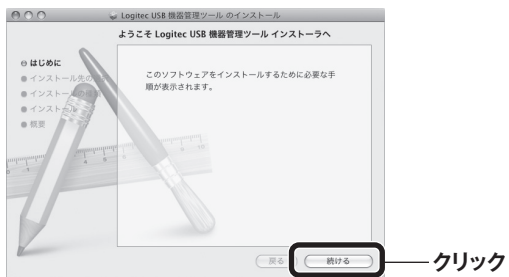 Logitec USB 機器管理ツール のインストール
ようこそ Logitec USB 機器管理ツール インストーラへ
はじめに
インストール先の
インストール
インストール
概要
このソフトウェアをインストールするために必要な手
順が表示されます。
戻る
続ける
クリック